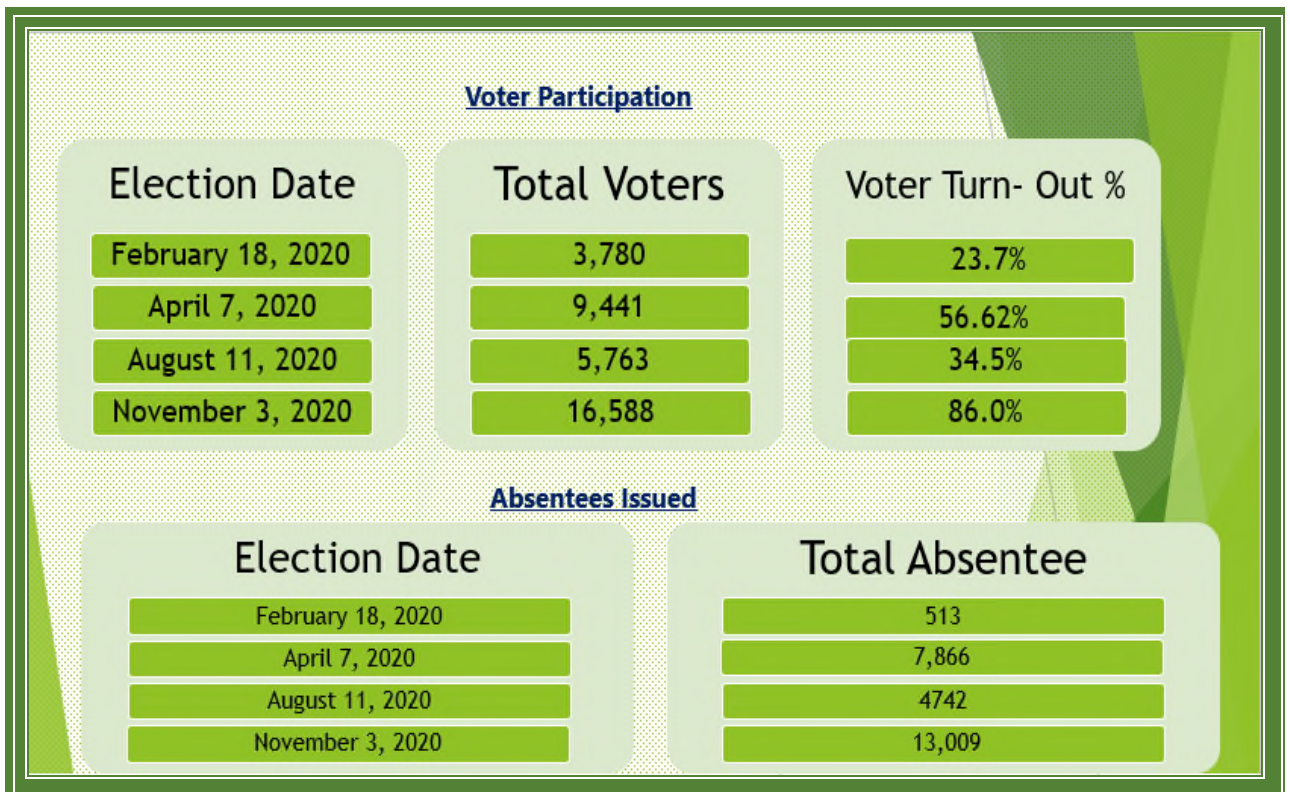 Voter Participation
Election Date Total Voters Voter Turn- Out %
February 18, 2020 3,780 23.7%
April 7, 2020 9,441 56.62%
August 11, 2020 5,763 34.5%
November 3, 2020 16,588 86.0%
Absentees Issued
Election Date Total Absentee
February 18, 2020 513
April 7, 2020 7,866
August 11, 2020 4742
November 3, 2020 13,009